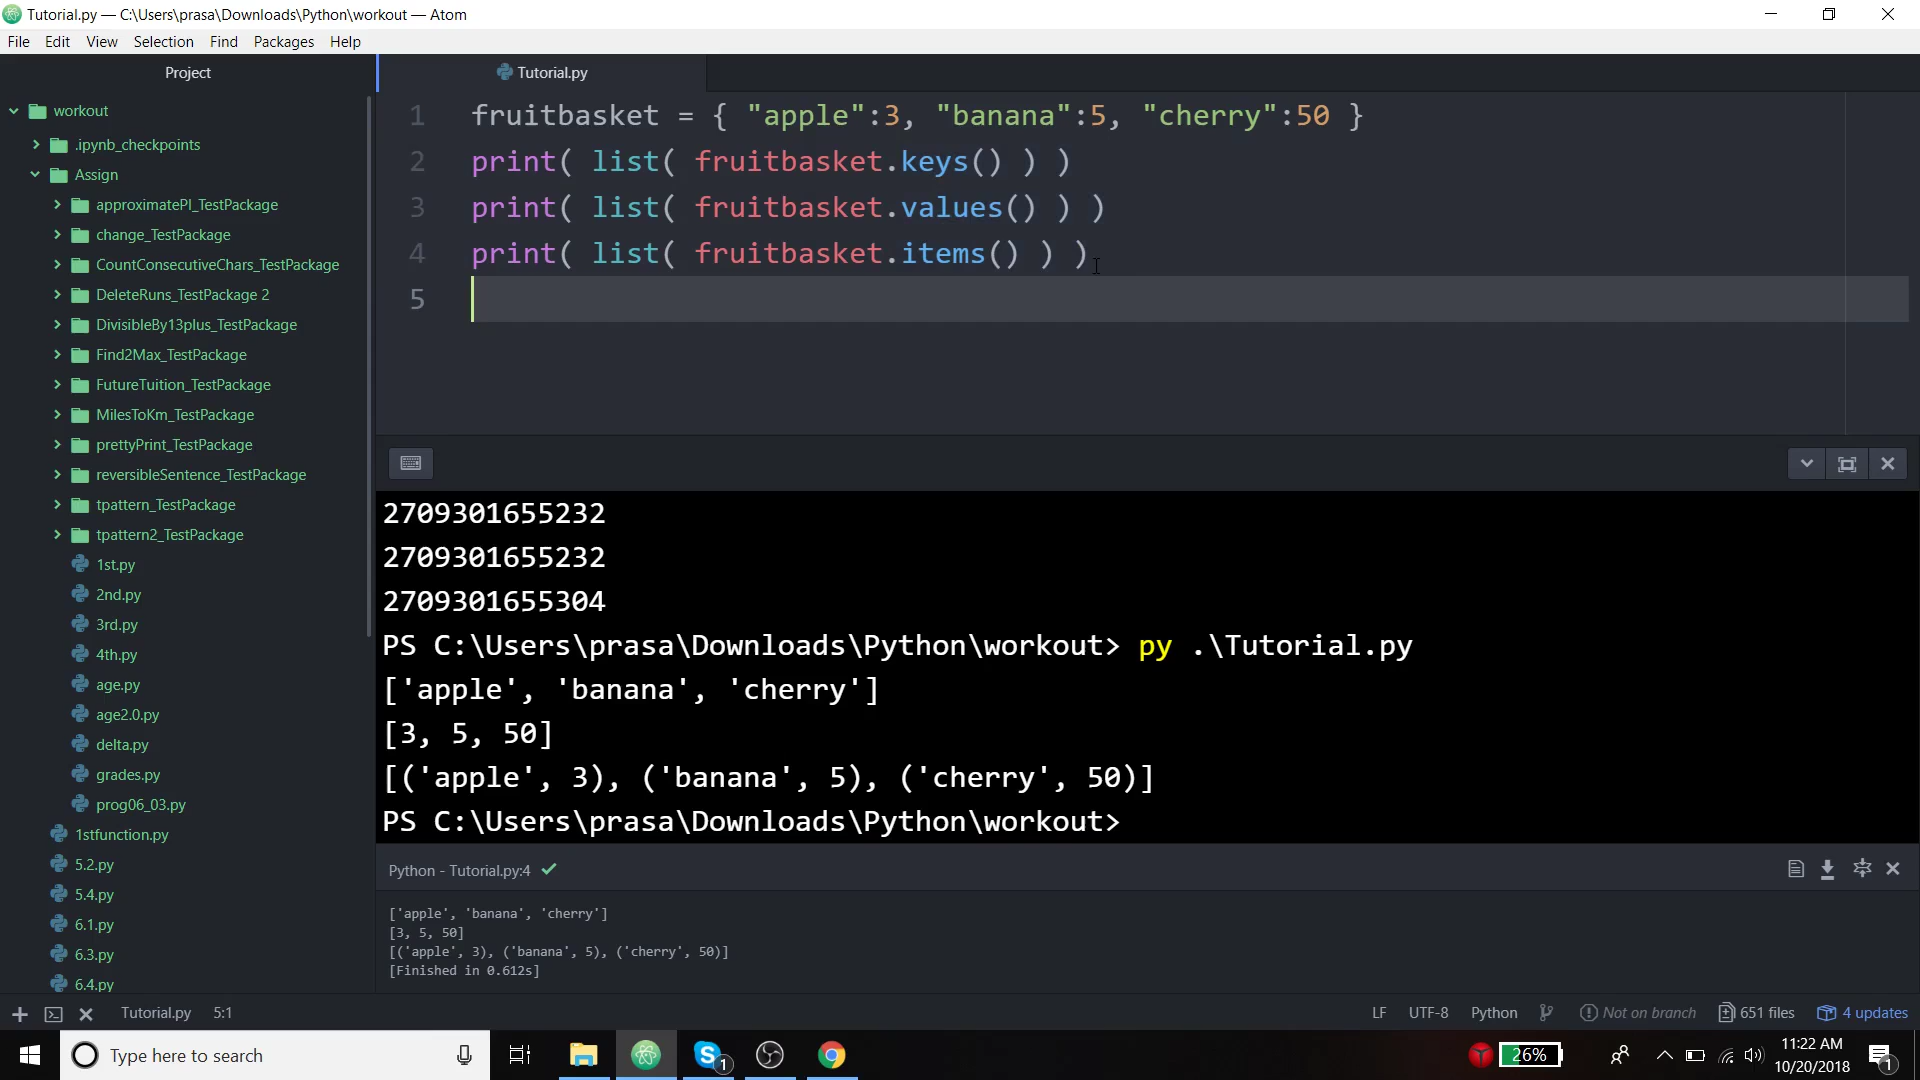 Tutorial.py — C:\Users\prasa\Downloads\Python\workout — Atom
File Edit View Selection Find Packages Help
Project
workout
.ipynb_checkpoints
Assign
approximatePI_TestPackage
change_TestPackage
CountConsecutiveChars_TestPackage
DeleteRuns_TestPackage 2
DivisibleBy13plus_TestPackage
Find2Max_TestPackage
FutureTuition_TestPackage
MilesToKm_TestPackage
prettyPrint_TestPackage
reversibleSentence_TestPackage
tpattern_TestPackage
tpattern2_TestPackage
1st.py
2nd.py
3rd.py
4th.py
age.py
age2.0.py
delta.py
grades.py
prog06_03.py
1stfunction.py
5.2.py
5.4.py
6.1.py
6.3.py
6.4.py
Tutorial.py
1 fruitbasket = { "apple":3, "banana":5, "cherry":50 }
2 print( list( fruitbasket.keys() ) )
3 print( list( fruitbasket.values() ) )
4 print( list( fruitbasket.items() ) )
5
2709301655232
2709301655232
2709301655304
PS C:\Users\prasa\Downloads\Python\workout> py .\Tutorial.py
['apple', 'banana', 'cherry']
[3, 5, 50]
[('apple', 3), ('banana', 5), ('cherry', 50)]
PS C:\Users\prasa\Downloads\Python\workout>
Python - Tutorial.py:4
['apple', 'banana', 'cherry']
[3, 5, 50]
[('apple', 3), ('banana', 5), ('cherry', 50)]
[Finished in 0.612s]
Tutorial.py 5:1 LF UTF-8 Python Not on branch 651 files 4 updates
Type here to search 1 26% 11:22 AM 1
10/20/2018